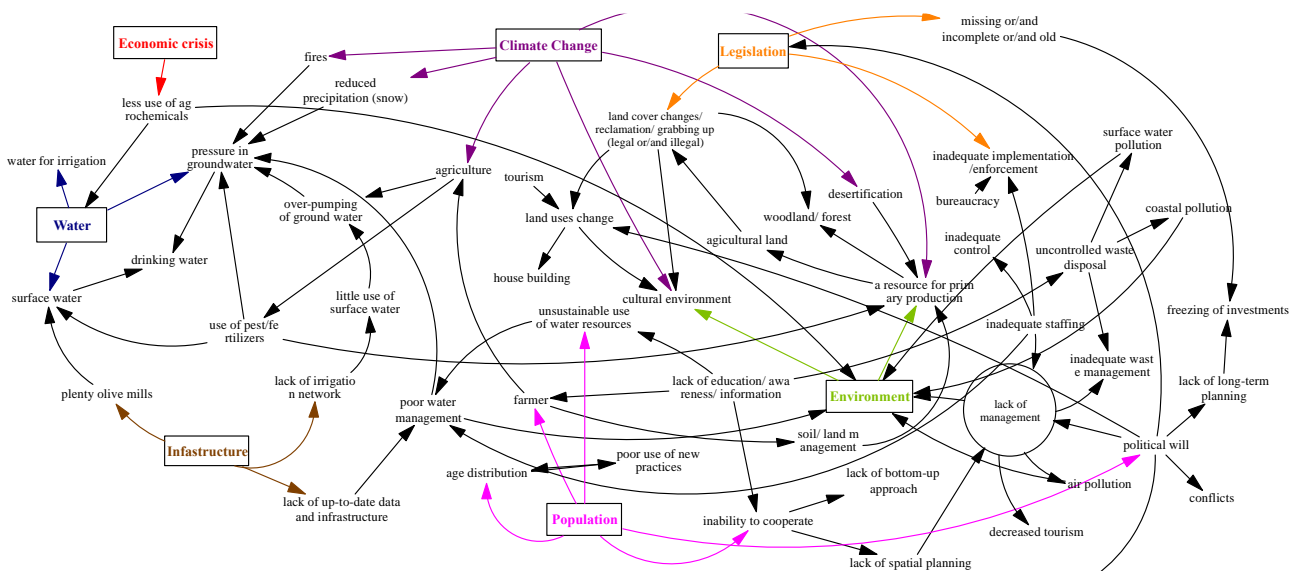 missing or/and
incomplete or/and old
Economic crisis
Climate Change
Legislation
fires
reduced
precipitation (snow)
less use of ag
rochemicals
land cover changes/
reclamation/ grabbing up
(legal or/and illegal)
surface water
pollution
water for irrigation
pressure in
groundwater
agriculture
tourism
inadequate implementation
/enforcement
desertification
bureaucracy
over-pumping
of ground water
land uses change
woodland/ forest
coastal pollution
Water
agicultural land
inadequate
control
uncontrolled waste
disposal
drinking water
house building
surface water
little use of
surface water
cultural environment
a resource for prim
ary production
unsustainable use
of water resources
use of pest/fe
rtilizers
inadequate staffing
freezing of investments
inadequate wast
e management
plenty olive mills
lack of irrigatio
n network
poor water
management
farmer
lack of education/ awa
reness/ information
Environment
lack of
management
lack of long-term
planning
Infastructure
soil/ land m
anagement
political will
age distribution
poor use of new
practices
lack of bottom-up
approach
air pollution
conflicts
lack of up-to-date data
and infrastructure
Population
inability to cooperate
decreased tourism
lack of spatial planning